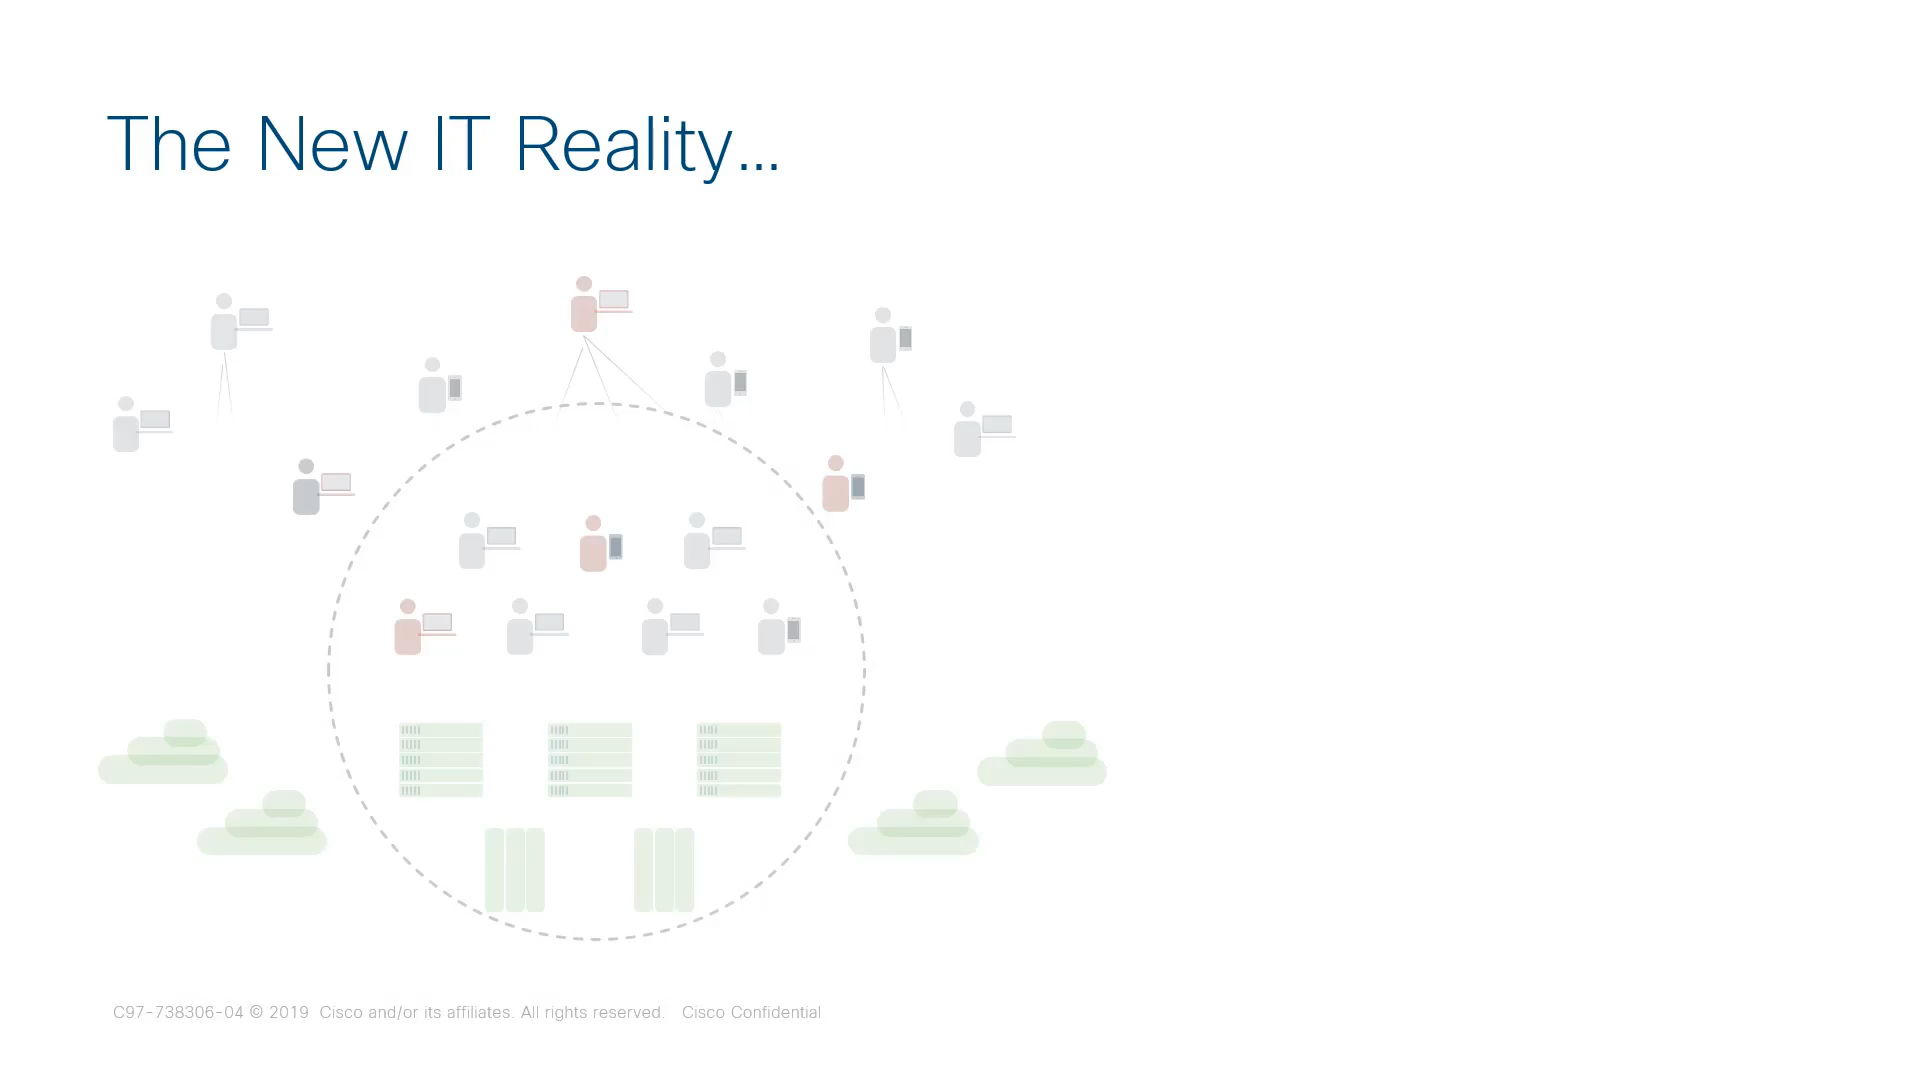 The New IT Reality...
C97-738306-04 © 2019 Cisco and/or its affiliates. All rights reserved. Cisco Confidential